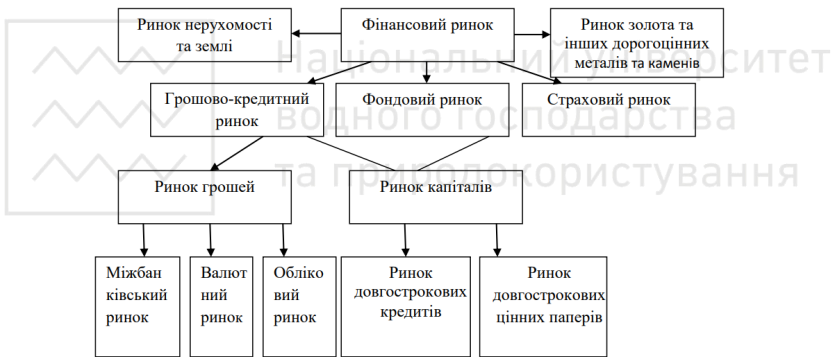 Ринок нерухомості
та землі
Фінансовий ринок
Ринок золота та
інших дорогоцінних
металів та каменів
Національний університет
Грошово-кредитний
ринок
Фондовий ринок
Страховий ринок
водного господарства
та природокористування
Ринок грошей
Ринок капіталів
Міжбан
ківський
ринок
Валют
ний
ринок
Обліко
вий
ринок
Ринок
довгострокових
кредитів
Ринок
довгострокових
цінних паперів